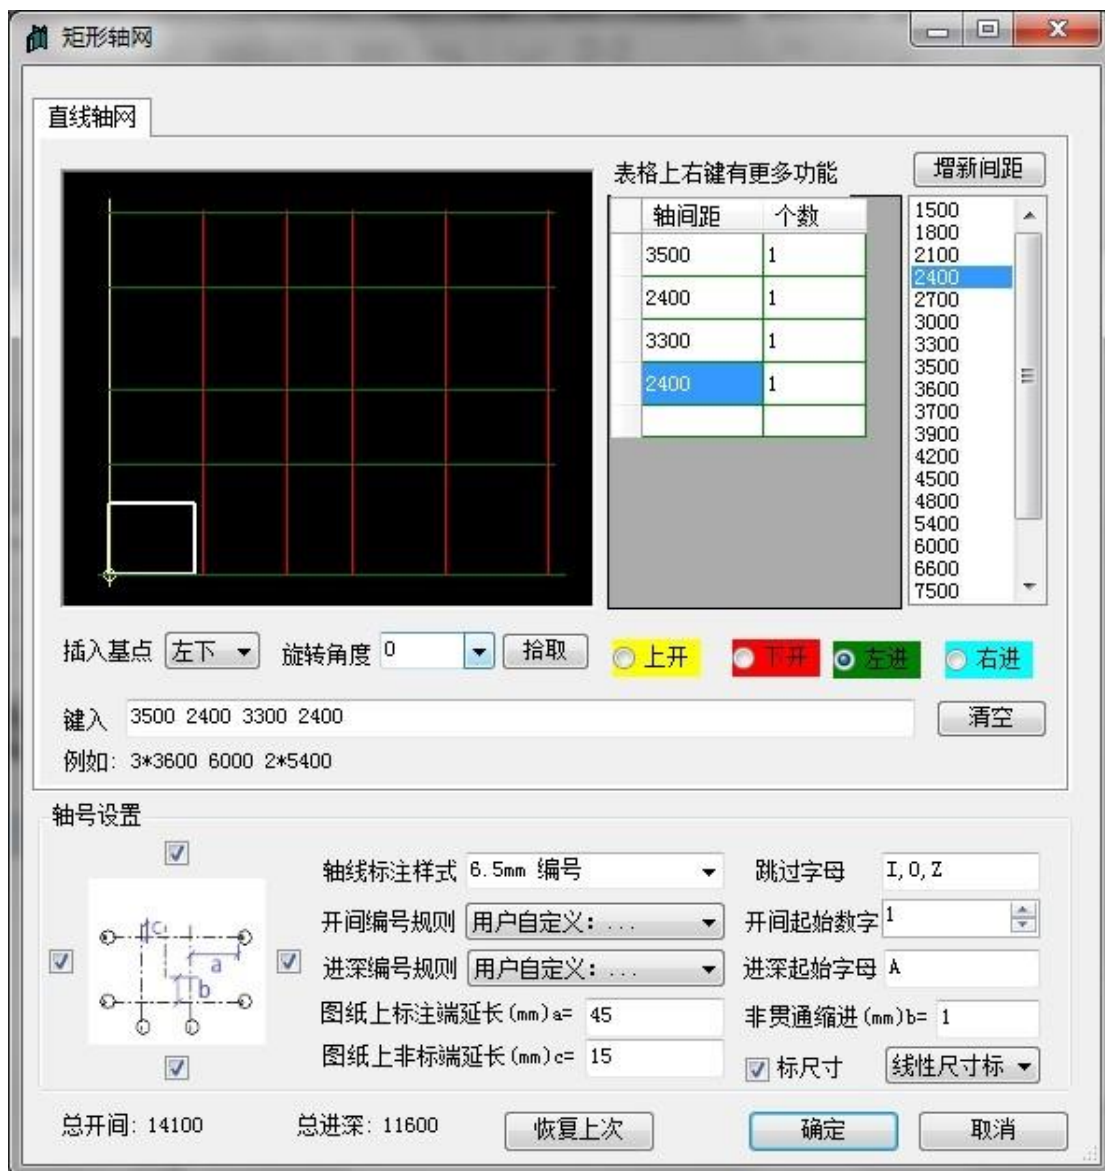 矩形轴网
直线轴网
表格上右键有更多功能
增新间距
轴间距 个数
3500 1
2400 1
3300 1
2400 1
1500
1800
2100
2400
2700
3000
3300
3500
3600
3700
3900
4200
4500
4800
5400
6000
6600
7500
插入基点 左下 旋转角度 0 拾取 上开 下开 左进 右进
键入 3500 2400 3300 2400 清空
例如: 3*3600 6000 2*5400
轴号设置
轴线标注样式 6.5mm 编号 跳过字母 I,O,Z
开间编号规则 用户自定义: ... 开间起始数字 1
进深编号规则 用户自定义: ... 进深起始字母 A
图纸上标注端延长(mm)a= 45 非贯通缩进(mm)b= 1
图纸上非标端延长(mm)c= 15 标尺寸 线性尺寸标
c
a
b
总开间: 14100 总进深: 11600 恢复上次 确定 取消